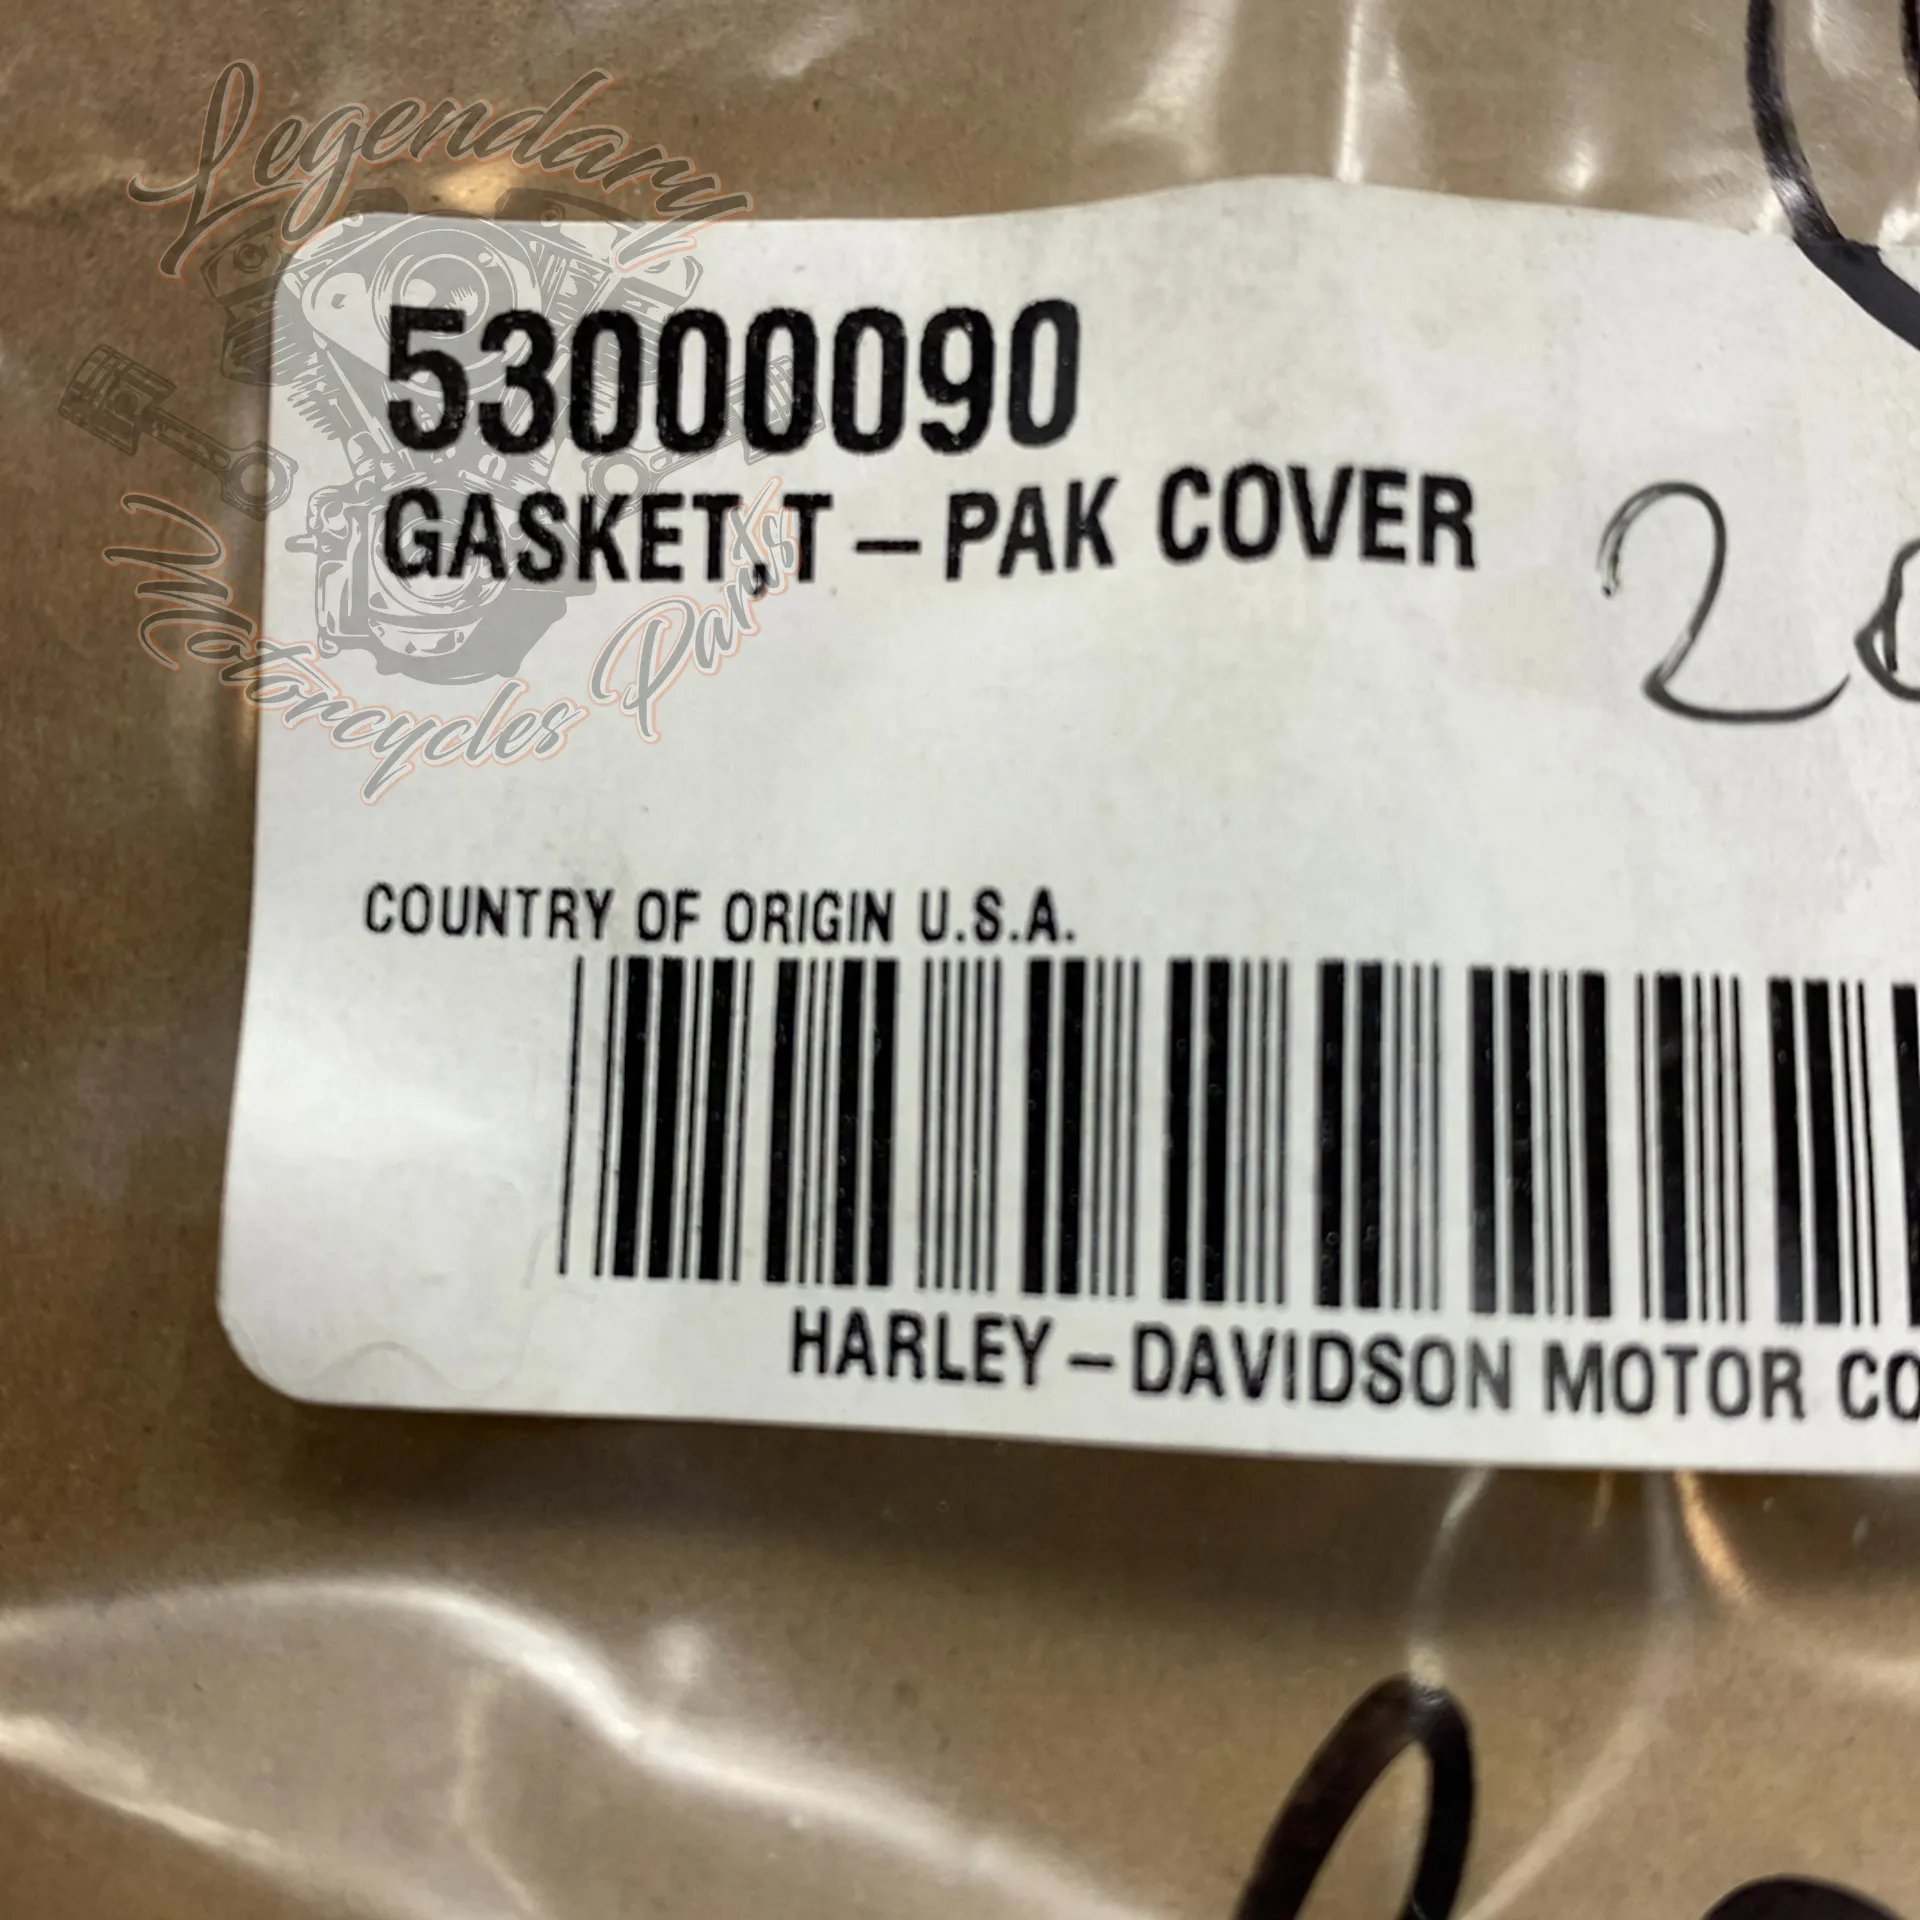 Legendary
Motorcycles Parts
53000090
GASKET,T-PAK COVER
COUNTRY OF ORIGIN U.S.A.
HARLEY-DAVIDSON MOTOR CO